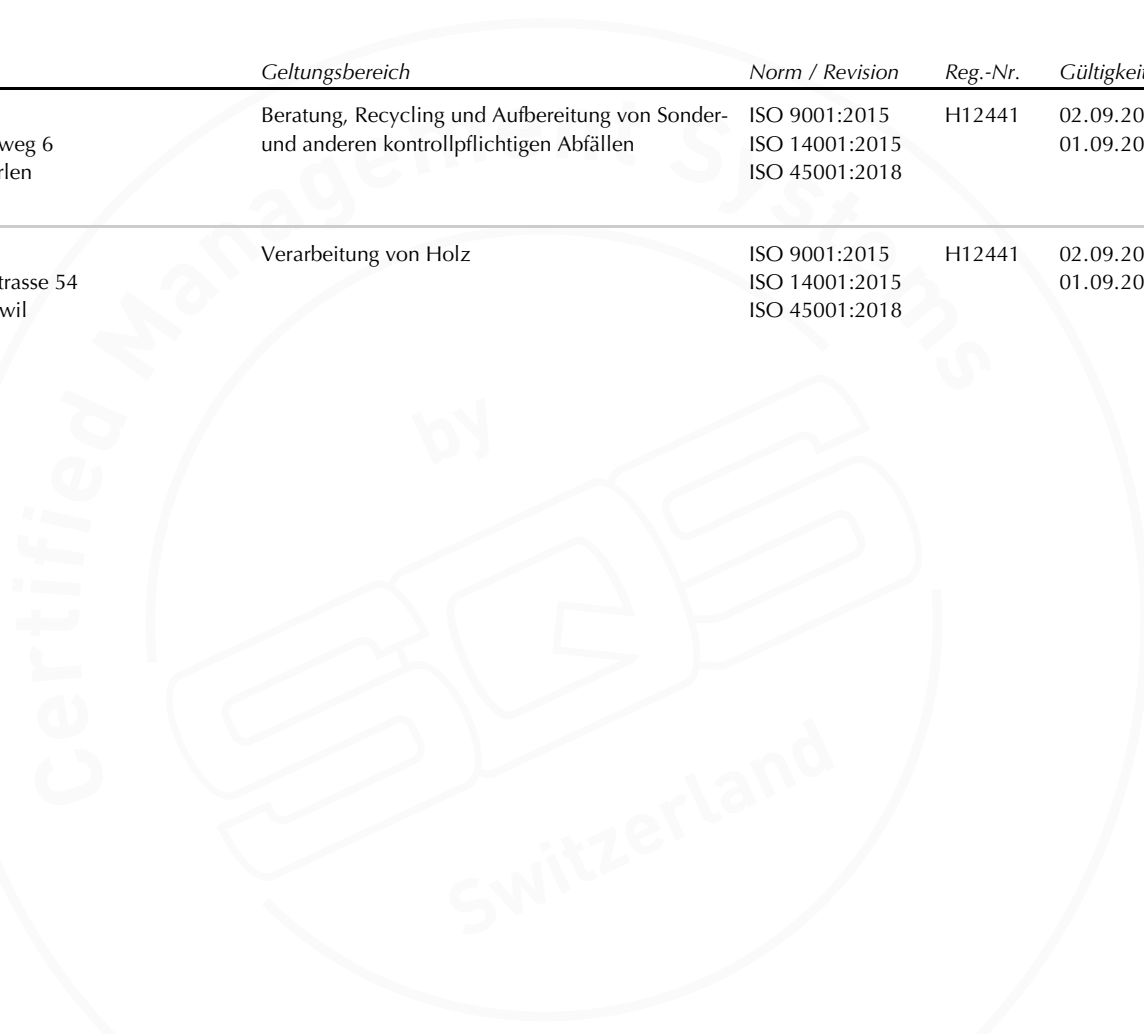 Geltungsbereich Norm / Revision Reg.-Nr.
Beratung, Recycling und Aufbereitung von Sonder- ISO 9001:2015 H12441 02.09.20
weg 6 und anderen kontrollpflichtigen Abfällen ISO 14001:2015 01.09.20
rlen ISO 45001:2018
Verarbeitung von Holz ISO 9001:2015 H12441 02.09.20
trasse 54 ISO 14001:2015 01.09.20
wil ISO 45001:2018
Certified Management Systems
by
SQS
Switzerland